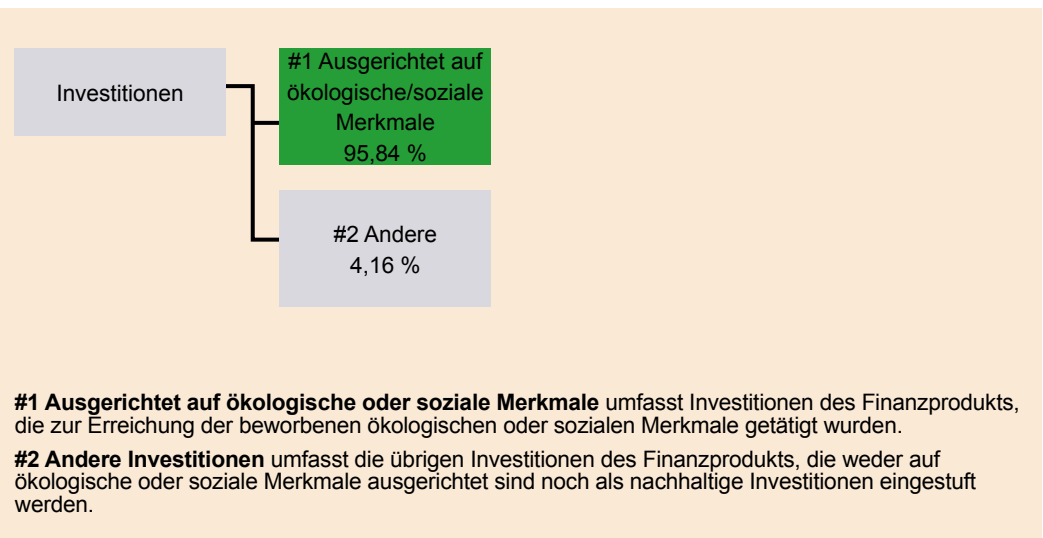 Investitionen
#1 Ausgerichtet auf
ökologische/soziale
Merkmale
95,84 %
#2 Andere
4,16 %
#1 Ausgerichtet auf ökologische oder soziale Merkmale umfasst Investitionen des Finanzprodukts,
die zur Erreichung der beworbenen ökologischen oder sozialen Merkmale getätigt wurden.
#2 Andere Investitionen umfasst die übrigen Investitionen des Finanzprodukts, die weder auf
ökologische oder soziale Merkmale ausgerichtet sind noch als nachhaltige Investitionen eingestuft
werden.